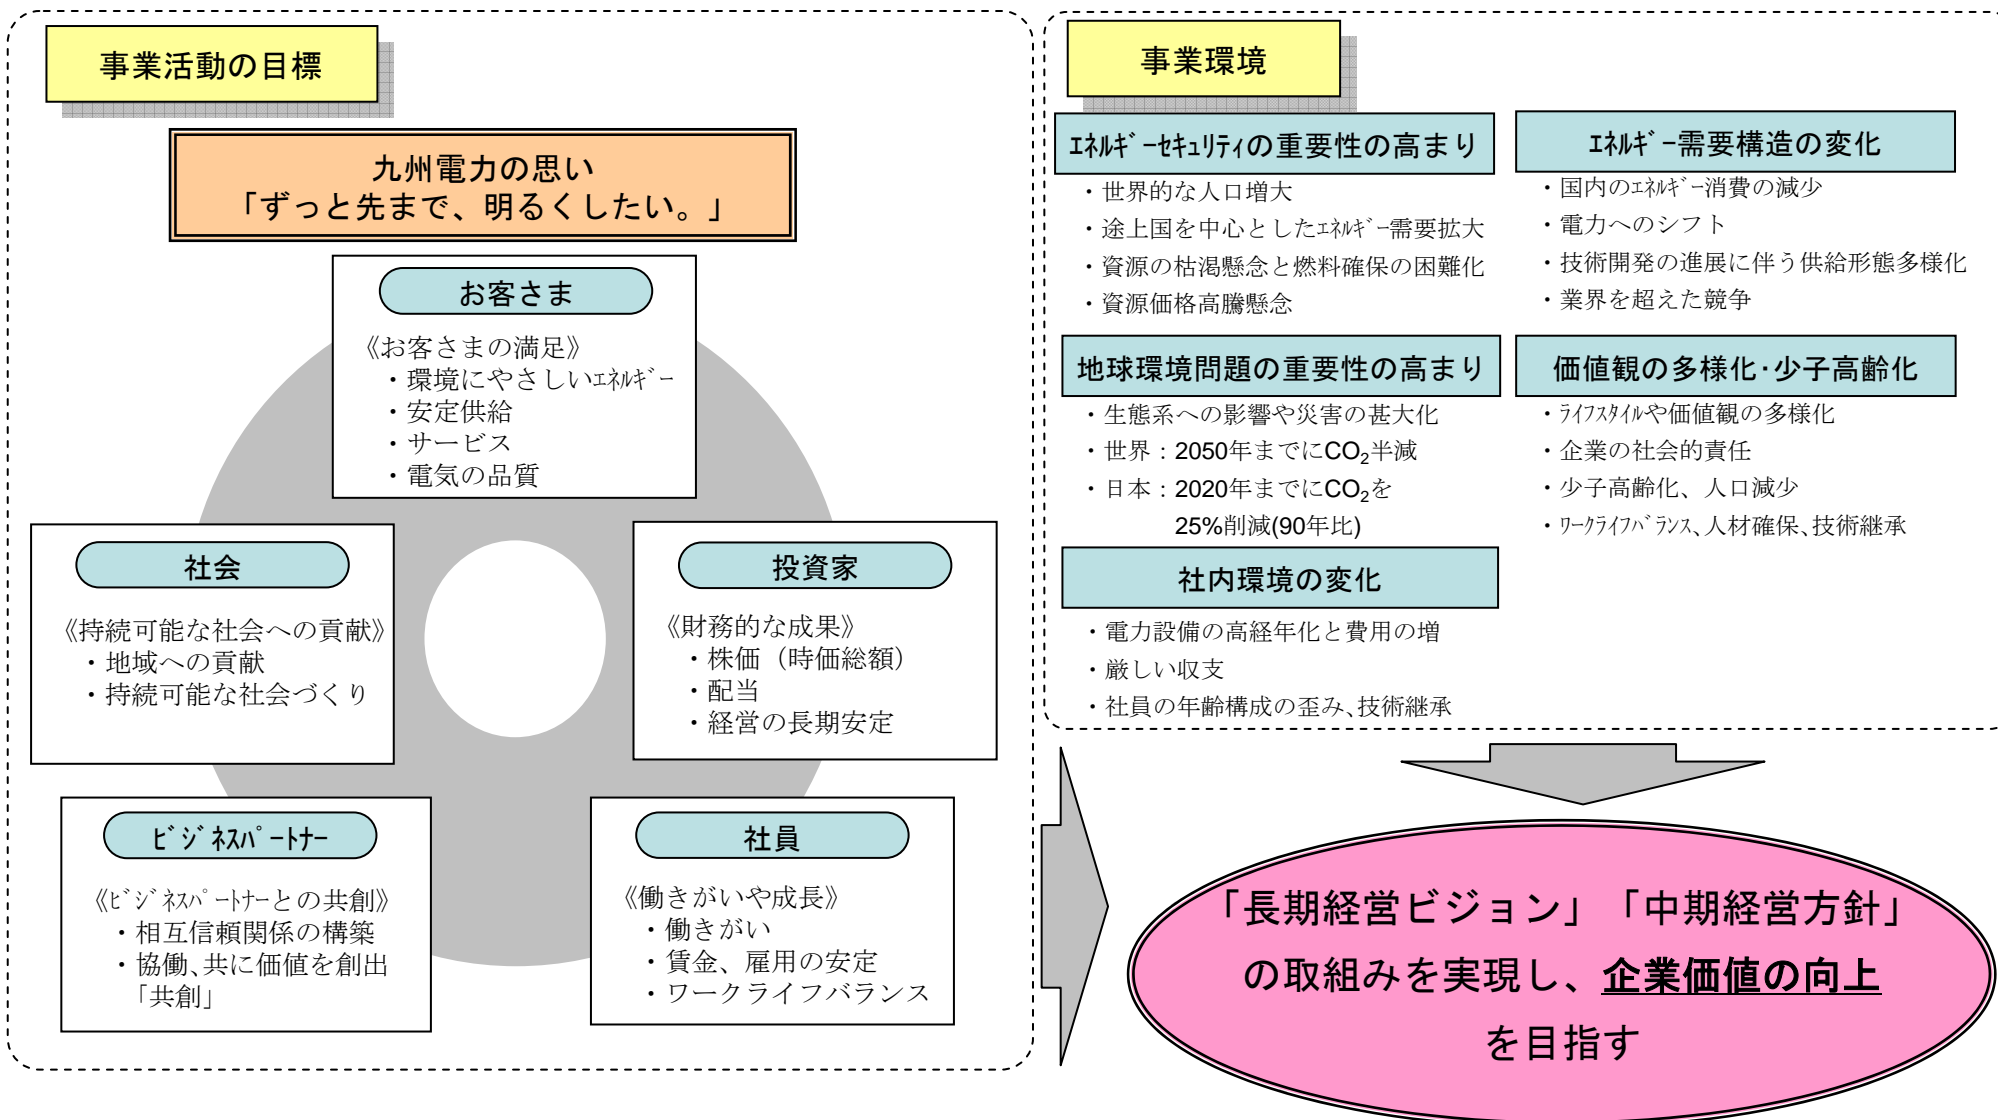 事業活動の目標
九州電力の思い
「ずっと先まで、明るくしたい。」
お客さま
《お客さまの満足》
・環境にやさしいｴﾈﾙｷﾞｰ
・安定供給
・サービス
・電気の品質
社会
《持続可能な社会への貢献》
・地域への貢献
・持続可能な社会づくり
投資家
《財務的な成果》
・株価（時価総額）
・配当
・経営の長期安定
ﾋﾞｼﾞﾈｽﾊﾟｰﾄﾅｰ
《ﾋﾞｼﾞﾈｽﾊﾟｰﾄﾅｰとの共創》
・相互信頼関係の構築
・協働、共に価値を創出
「共創」
社員
《働きがいや成長》
・働きがい
・賃金、雇用の安定
・ワークライフバランス
事業環境
ｴﾈﾙｷﾞｰｾｷｭﾘﾃｨの重要性の高まり
・世界的な人口増大
・途上国を中心としたｴﾈﾙｷﾞｰ需要拡大
・資源の枯渇懸念と燃料確保の困難化
・資源価格高騰懸念
ｴﾈﾙｷﾞｰ需要構造の変化
・国内のｴﾈﾙｷﾞｰ消費の減少
・電力へのシフト
・技術開発の進展に伴う供給形態多様化
・業界を超えた競争
地球環境問題の重要性の高まり
・生態系への影響や災害の甚大化
・世界：2050年までにCO₂半減
・日本：2020年までにCO₂を
25%削減(90年比)
価値観の多様化･少子高齢化
・ﾗｲﾌｽﾀｲﾙや価値観の多様化
・企業の社会的責任
・少子高齢化、人口減少
・ﾜｰｸﾗｲﾌﾊﾞﾗﾝｽ、人材確保、技術継承
社内環境の変化
・電力設備の高経年化と費用の増
・厳しい収支
・社員の年齢構成の歪み、技術継承
「長期経営ビジョン」「中期経営方針」
の取組みを実現し、企業価値の向上
を目指す